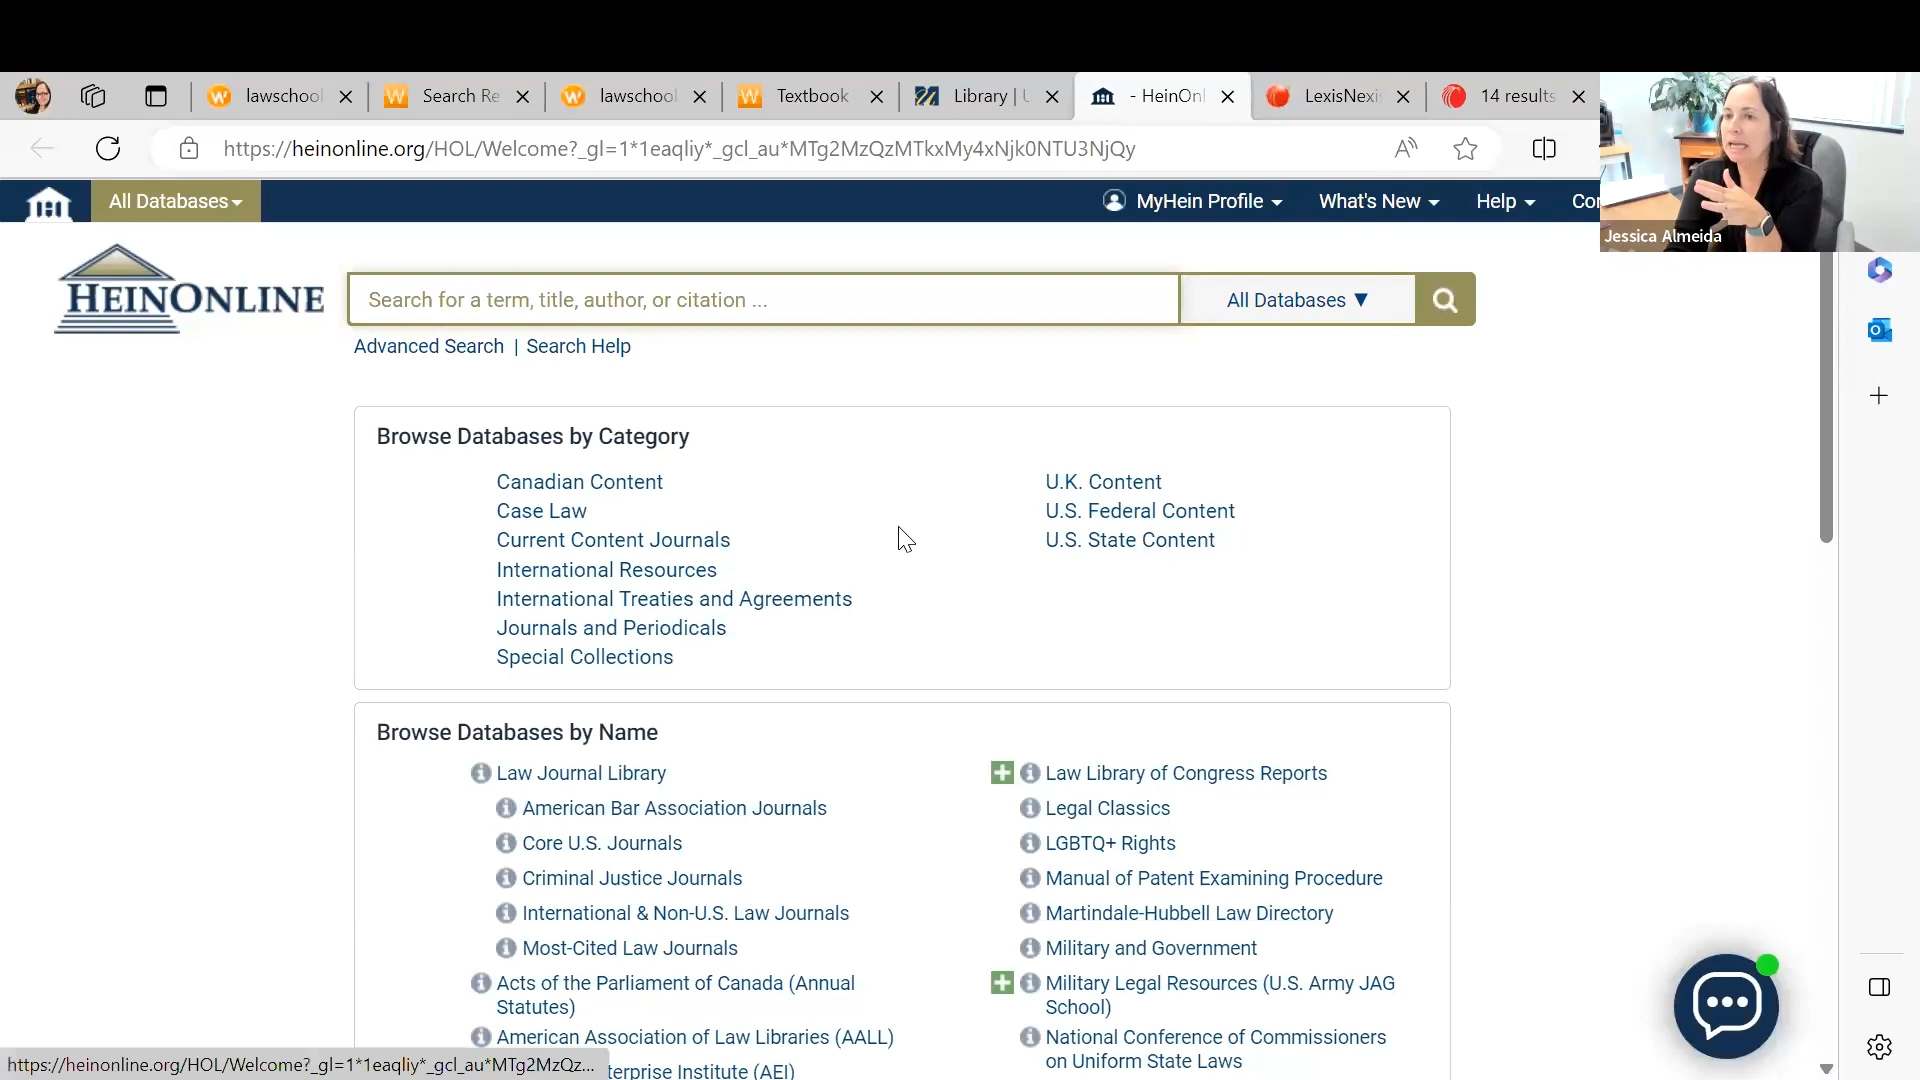 lawschool
Search Re
lawschool
Textbook
Library | U
- HeinOnl
LexisNexi
14 results
https://heinonline.org/HOL/Welcome?_gl=1*1eaqliy*_gcl_au*MTg2MzQzMTkxMy4xNjk0NTU3NjQy
All Databases
MyHein Profile
What's New
Help
Co
Jessica Almeida
HEINONLINE
Search for a term, title, author, or citation ...
All Databases ▼
Advanced Search | Search Help
Browse Databases by Category
Canadian Content
Case Law
Current Content Journals
International Resources
International Treaties and Agreements
Journals and Periodicals
Special Collections
U.K. Content
U.S. Federal Content
U.S. State Content
Browse Databases by Name
Law Journal Library
American Bar Association Journals
Core U.S. Journals
Criminal Justice Journals
International & Non-U.S. Law Journals
Most-Cited Law Journals
Acts of the Parliament of Canada (Annual
Statutes)
American Association of Law Libraries (AALL)
terprise Institute (AEI)
Law Library of Congress Reports
Legal Classics
LGBTQ+ Rights
Manual of Patent Examining Procedure
Martindale-Hubbell Law Directory
Military and Government
Military Legal Resources (U.S. Army JAG
School)
National Conference of Commissioners
on Uniform State Laws
https://heinonline.org/HOL/Welcome?_gl=1*1eaqliy*_gcl_au*MTg2MzQz...